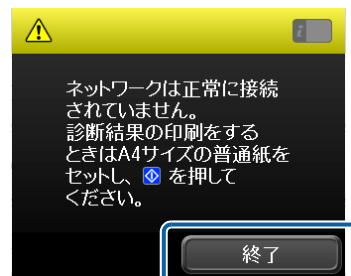 ネットワークは正常に接続
されていません。
診断結果の印刷をする
ときはA4サイズの普通紙を
セットし、 を押して
ください。
終了